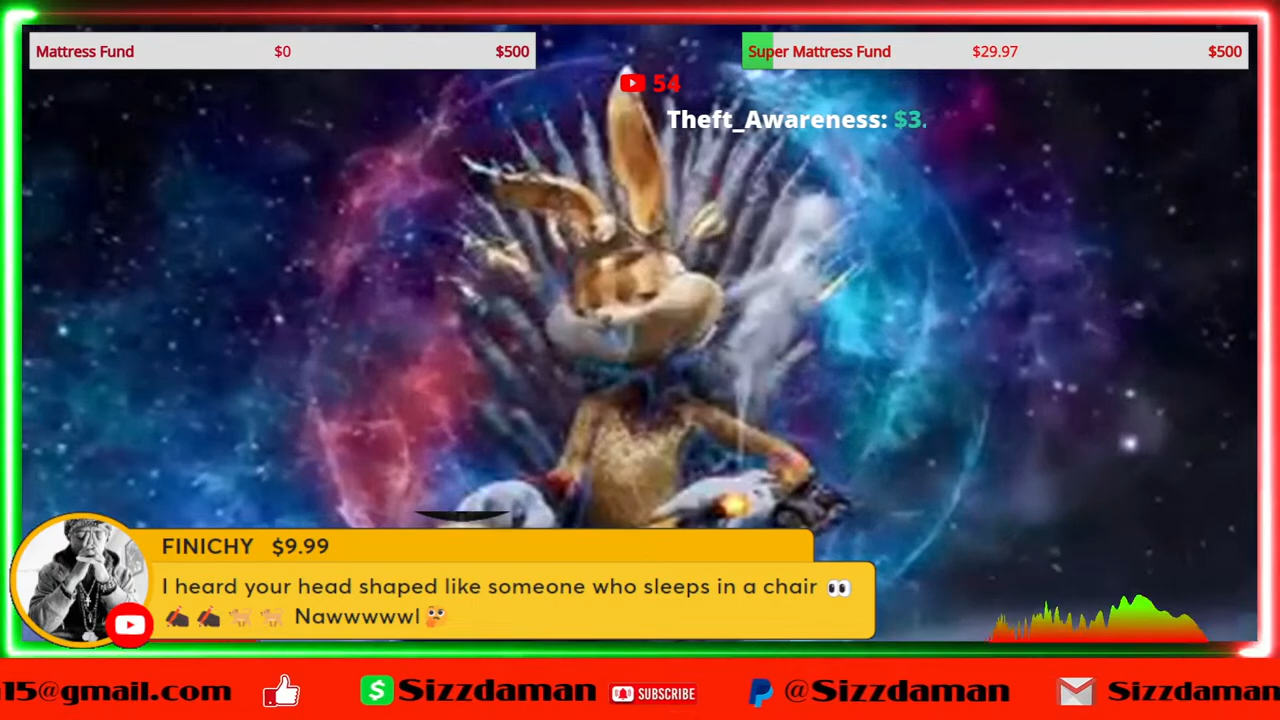 Mattress Fund $0 $500
Super Mattress Fund $29.97 $500
54
Theft_Awareness: $3.
FINICHY $9.99
I heard your head shaped like someone who sleeps in a chair 👀
Nawwwwwl
15@gmail.com Sizzdaman SUBSCRIBE @Sizzdaman Sizzdaman